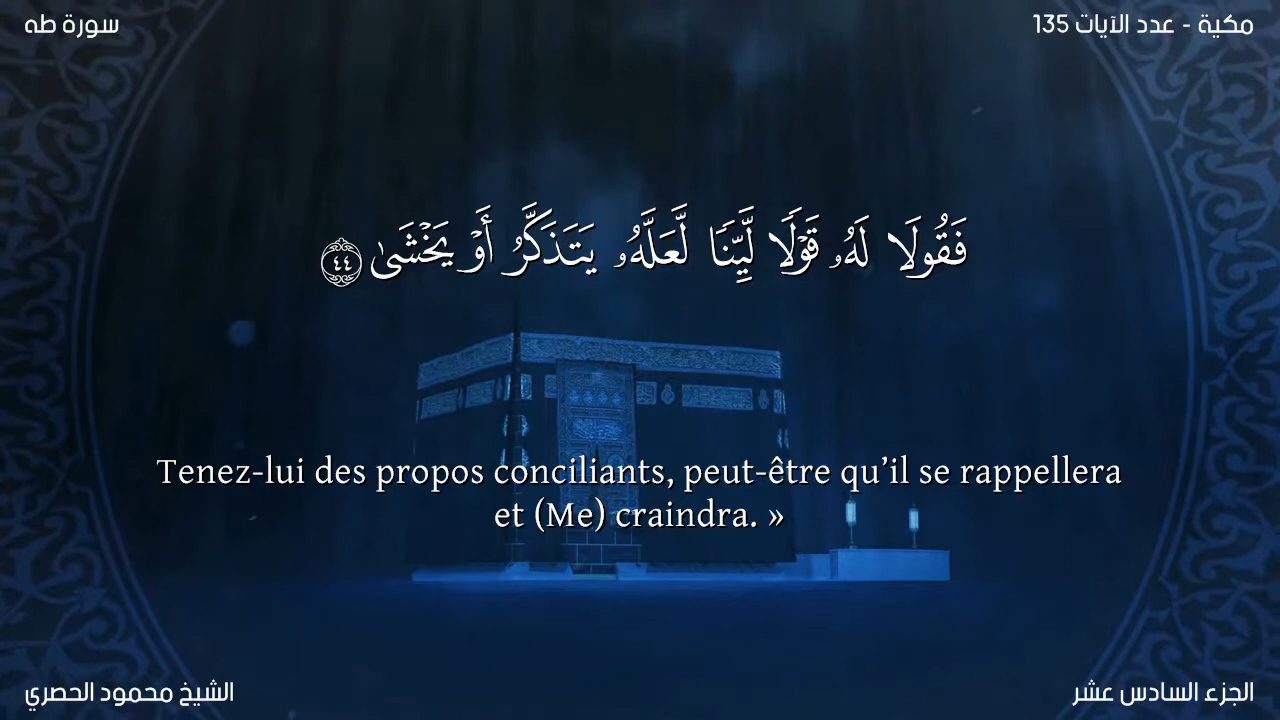 سورة طه
مكية - عدد الآيات 135
فَقُولَا لَهُۥ قَوۡلٗا لَّيِّنٗا لَّعَلَّهُۥ يَتَذَكَّرُ أَوۡ يَخۡشَىٰ ٤٤
Tenez-lui des propos conciliants, peut-être qu’il se rappellera
et (Me) craindra. »
الشيخ محمود الحصري
الجزء السادس عشر